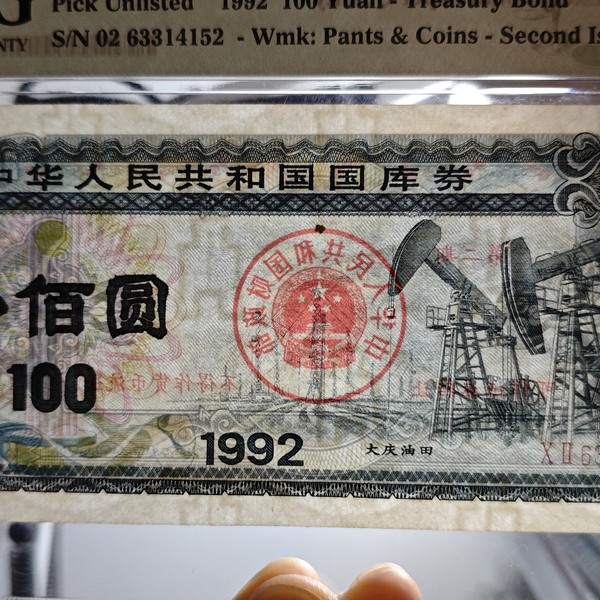 Pick Unlisted 1992 100 Yuan - Treasury Bond
NTY S/N 02 63314152 - Wmk: Pants & Coins - Second Is
中华人民共和国国库券
佰圆
100
1992
大庆油田